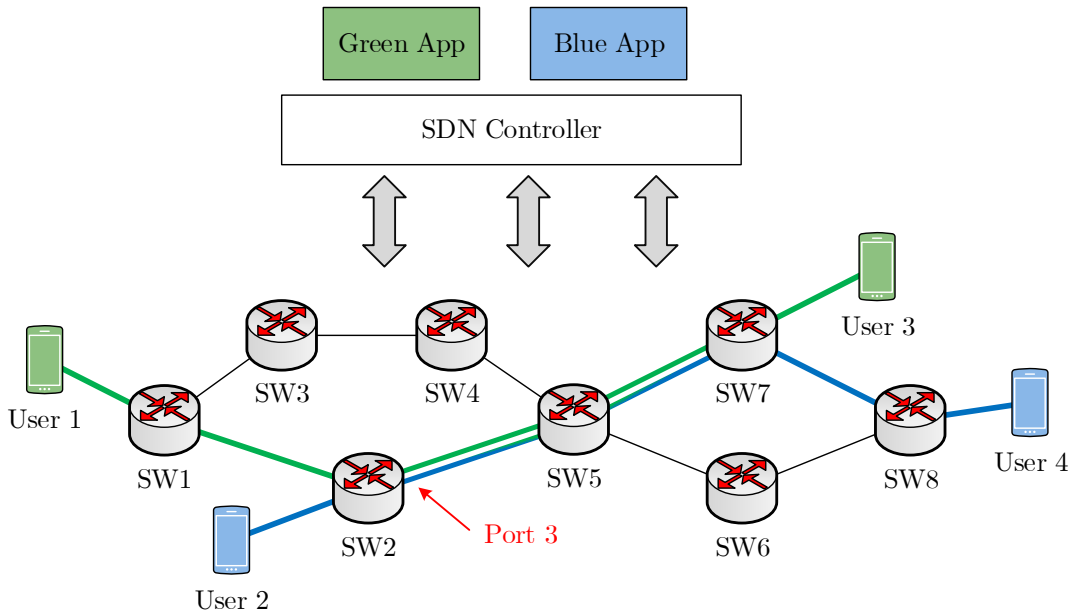 Green App
Blue App
SDN Controller
User 3
SW3
SW4
SW7
User 1
User 4
SW1
SW5
SW8
Port 3
SW2
SW6
User 2